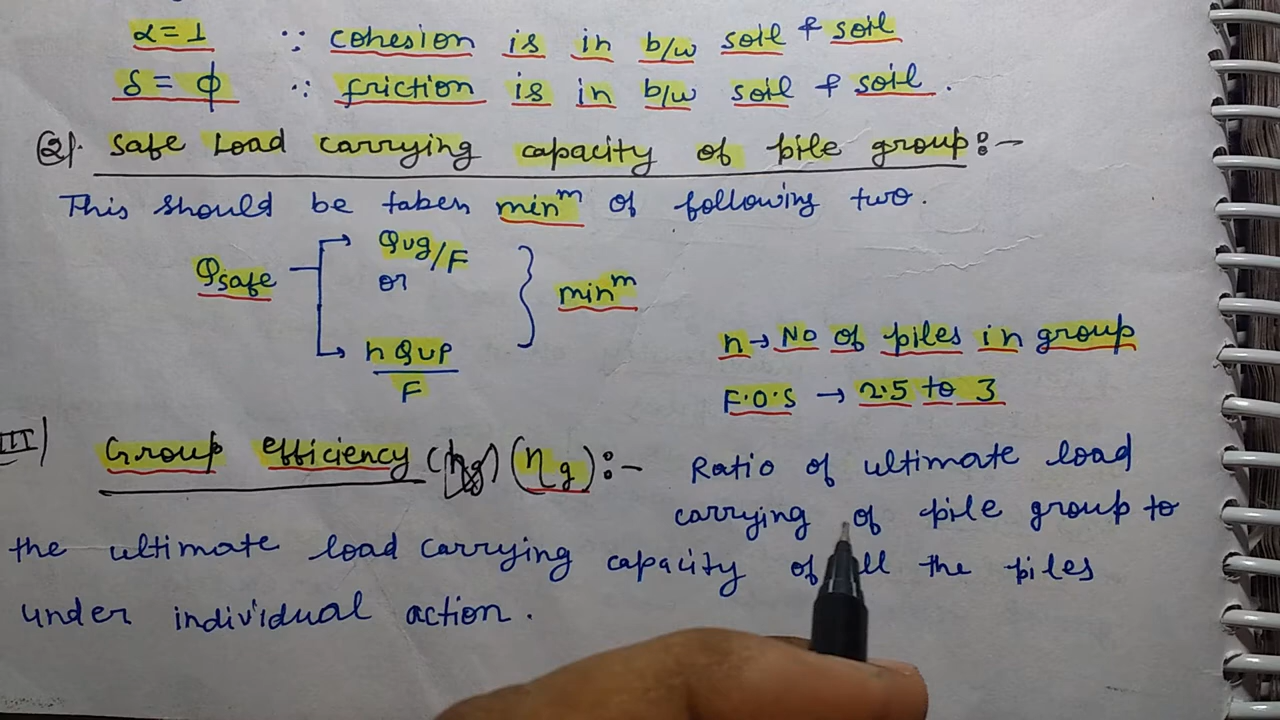 α=1 ∵ cohesion is in b/w soil & soil
δ = ϕ ∵ friction is in b/w soil & soil.
(2). Safe Load carrying capacity of pile group:-
This should be taken minᵐ of following two.
Qsafe
Qug/F
or
nQup/F
minᵐ
n → No of piles in group
F.O.S → 2.5 to 3
III) Group efficiency (ηg):- Ratio of ultimate load
carrying of pile group to
the ultimate load carrying capacity of all the piles
under individual action.